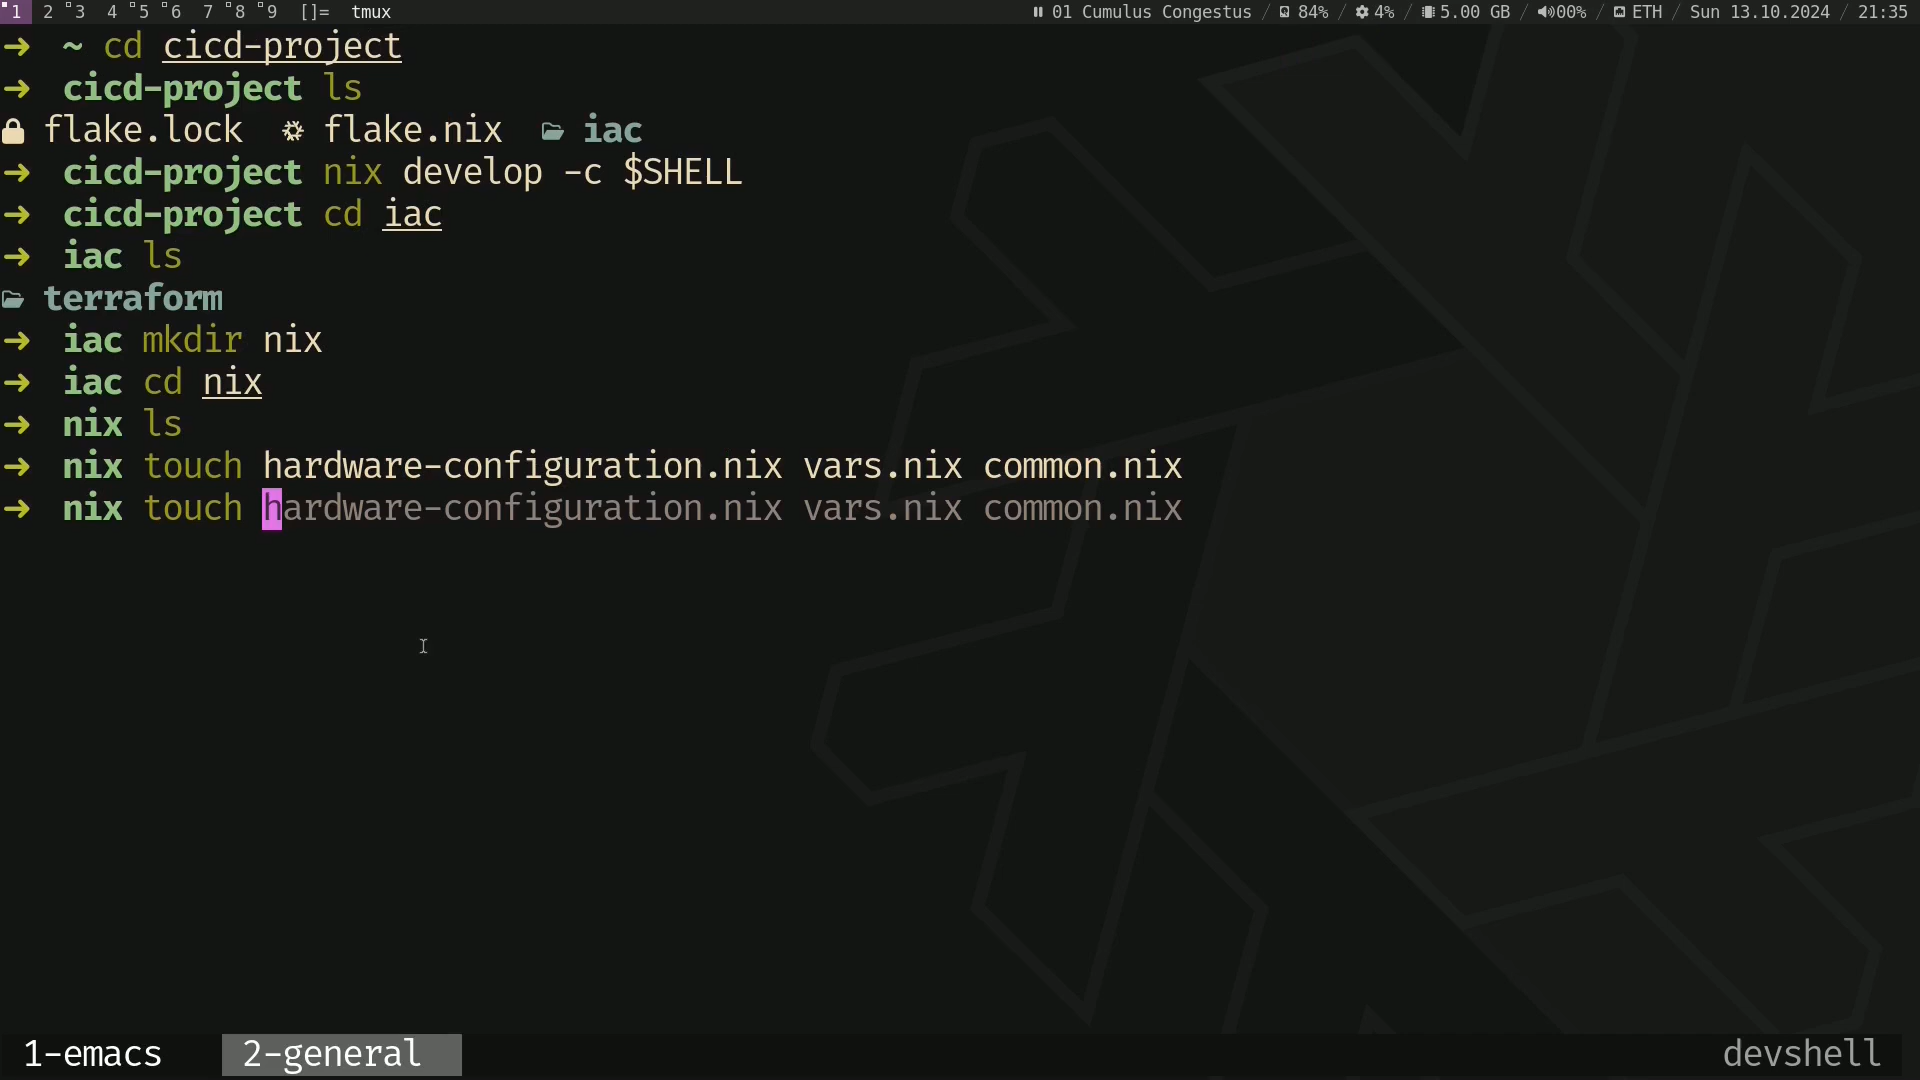 1 2 3 4 5 6 7 8 9 []= tmux 01 Cumulus Congestus / 84% / 4% / 5.00 GB / 00% / ETH / Sun 13.10.2024 / 21:35
➜ ~ cd cicd-project
➜ cicd-project ls
flake.lock flake.nix iac
➜ cicd-project nix develop -c $SHELL
➜ cicd-project cd iac
➜ iac ls
terraform
➜ iac mkdir nix
➜ iac cd nix
➜ nix ls
➜ nix touch hardware-configuration.nix vars.nix common.nix
➜ nix touch hardware-configuration.nix vars.nix common.nix
1-emacs 2-general devshell